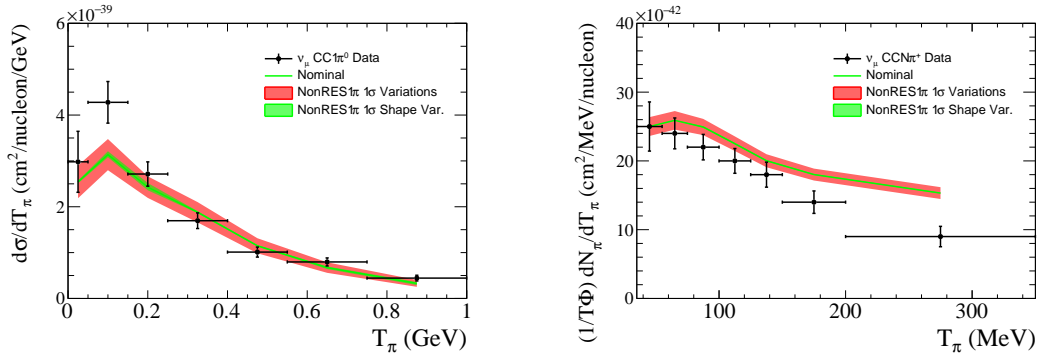 ×10⁻³⁹
6
4
2
0
dσ/dT_π (cm²/nucleon/GeV)
ν_μ CC1π⁰ Data
Nominal
NonRES1π 1σ Variations
NonRES1π 1σ Shape Var.
0 0.2 0.4 0.6 0.8 1
T_π (GeV)
×10⁻⁴²
40
30
20
10
0
(1/TΦ) dN_π/dT_π (cm²/MeV/nucleon)
ν_μ CCNπ⁺ Data
Nominal
NonRES1π 1σ Variations
NonRES1π 1σ Shape Var.
100 200 300
T_π (MeV)